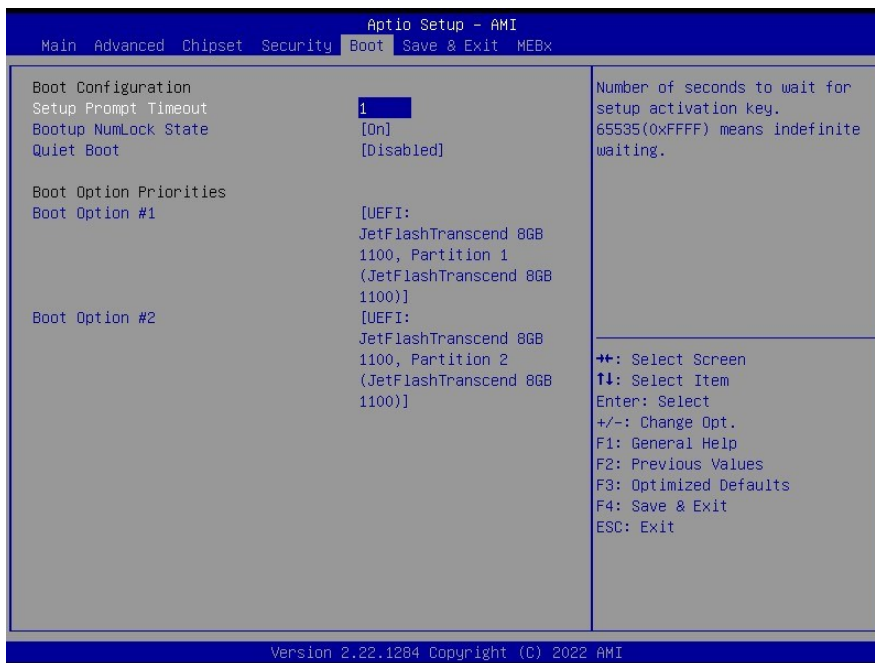 Aptio Setup – AMI
Main Advanced Chipset Security Boot Save & Exit MEBx
Boot Configuration
Setup Prompt Timeout 1
Bootup NumLock State [On]
Quiet Boot [Disabled]
Boot Option Priorities
Boot Option #1 [UEFI:
JetFlashTranscend 8GB
1100, Partition 1
(JetFlashTranscend 8GB
1100)]
Boot Option #2 [UEFI:
JetFlashTranscend 8GB
1100, Partition 2
(JetFlashTranscend 8GB
1100)]
Number of seconds to wait for
setup activation key.
65535(0xFFFF) means indefinite
waiting.
→←: Select Screen
↑↓: Select Item
Enter: Select
+/-: Change Opt.
F1: General Help
F2: Previous Values
F3: Optimized Defaults
F4: Save & Exit
ESC: Exit
Version 2.22.1284 Copyright (C) 2022 AMI